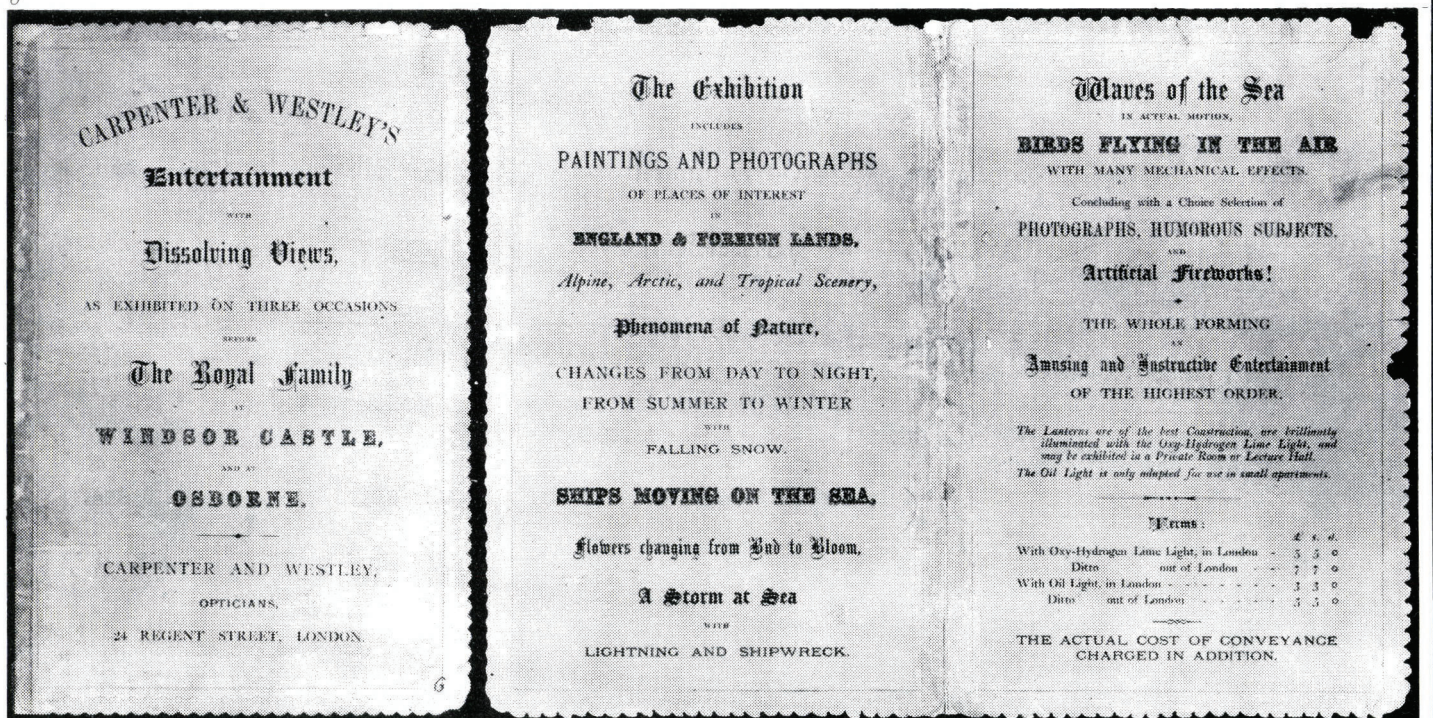 CARPENTER & WESTLEY'S
Entertainment
WITH
Dissolving Views,
AS EXHIBITED ON THREE OCCASIONS
BEFORE
The Royal Family
AT
WINDSOR CASTLE,
AND AT
OSBORNE.
CARPENTER AND WESTLEY,
OPTICIANS,
24 REGENT STREET, LONDON.
6
The Exhibition
INCLUDES
PAINTINGS AND PHOTOGRAPHS
OF PLACES OF INTEREST
IN
ENGLAND & FOREIGN LANDS,
Alpine, Arctic, and Tropical Scenery,
Phenomena of Nature,
CHANGES FROM DAY TO NIGHT,
FROM SUMMER TO WINTER
WITH
FALLING SNOW.
SHIPS MOVING ON THE SEA,
Flowers changing from Bud to Bloom,
A Storm at Sea
WITH
LIGHTNING AND SHIPWRECK.
Waves of the Sea
IN ACTUAL MOTION,
BIRDS FLYING IN THE AIR
WITH MANY MECHANICAL EFFECTS.
Concluding with a Choice Selection of
PHOTOGRAPHS, HUMOROUS SUBJECTS,
AND
Artificial Fireworks!
THE WHOLE FORMING
AN
Amusing and Instructive Entertainment
OF THE HIGHEST ORDER.
The Lanterns are of the best Construction, are brilliantly
illuminated with the Oxy-Hydrogen Lime Light, and
may be exhibited in a Private Room or Lecture Hall.
The Oil Light is only adapted for use in small apartments.
Terms:
£ s. d.
With Oxy-Hydrogen Lime Light, in London - 5 5 0
Ditto out of London - - 7 7 0
With Oil Light, in London - - - - - - 3 3 0
Ditto out of London - - - - - 5 5 0
THE ACTUAL COST OF CONVEYANCE
CHARGED IN ADDITION.